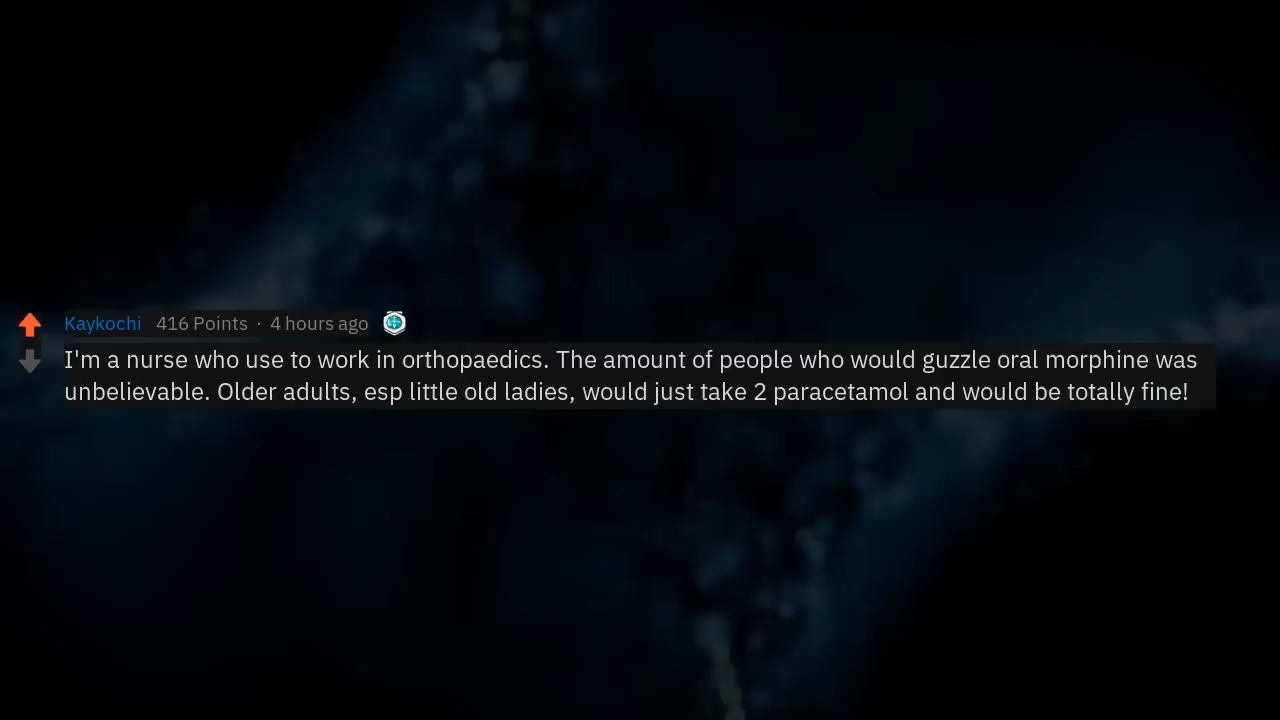 Kaykochi 416 Points · 4 hours ago
I'm a nurse who use to work in orthopaedics. The amount of people who would guzzle oral morphine was
unbelievable. Older adults, esp little old ladies, would just take 2 paracetamol and would be totally fine!